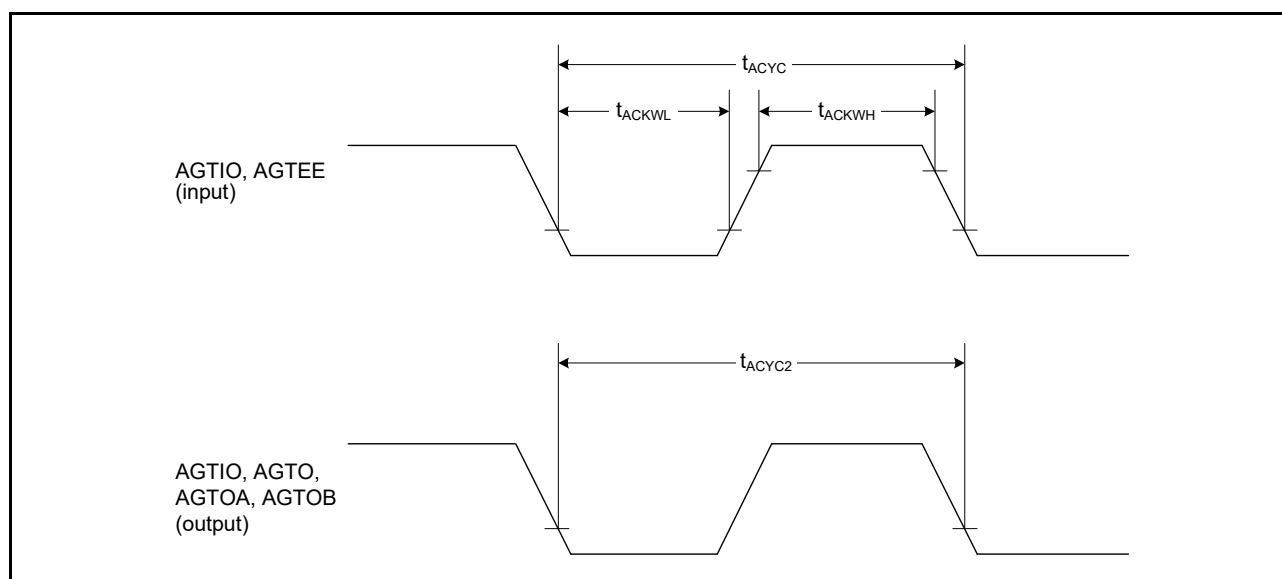 tACYC
tACKWL
tACKWH
AGTIO, AGTEE
(input)
tACYC2
AGTIO, AGTO,
AGTOA, AGTOB
(output)